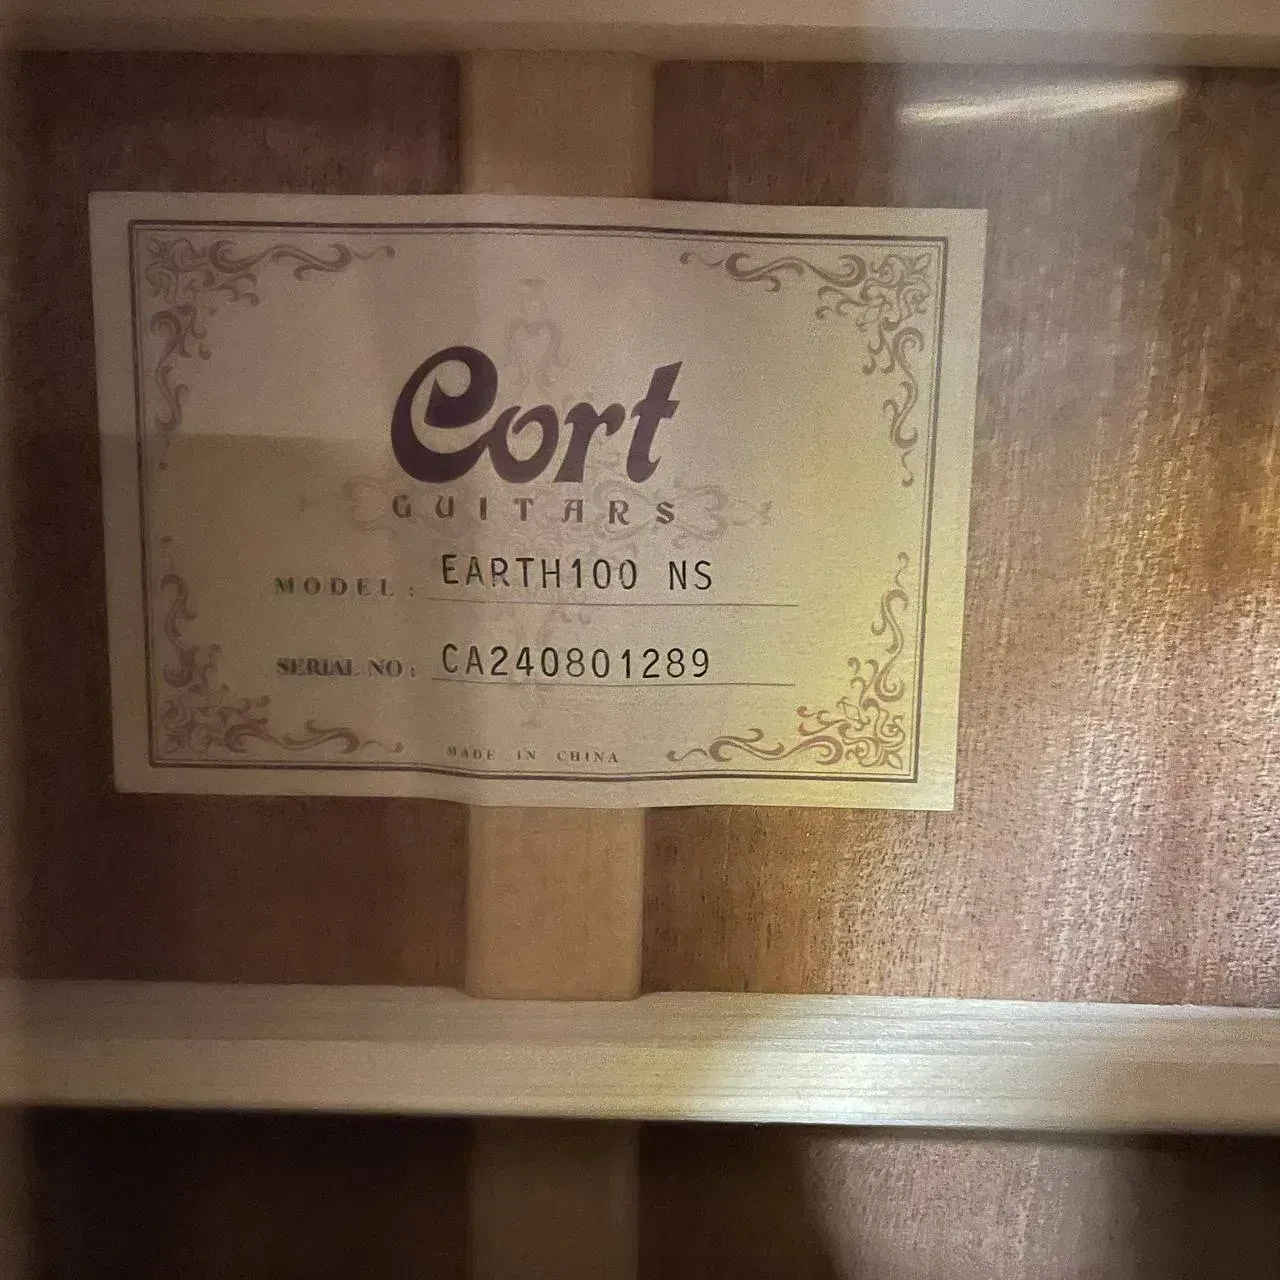 Cort
GUITARS
MODEL: EARTH100 NS
SERIAL NO: CA240801289
MADE IN CHINA